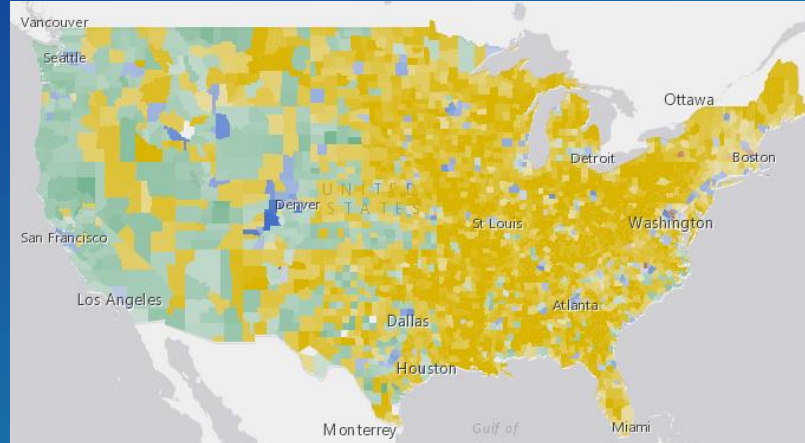 Vancouver
Seattle
Ottawa
Detroit
Boston
UNITED
STATES
Denver
St Louis
Washington
San Francisco
Los Angeles
Atlanta
Dallas
Houston
Monterrey
Gulf of
Miami